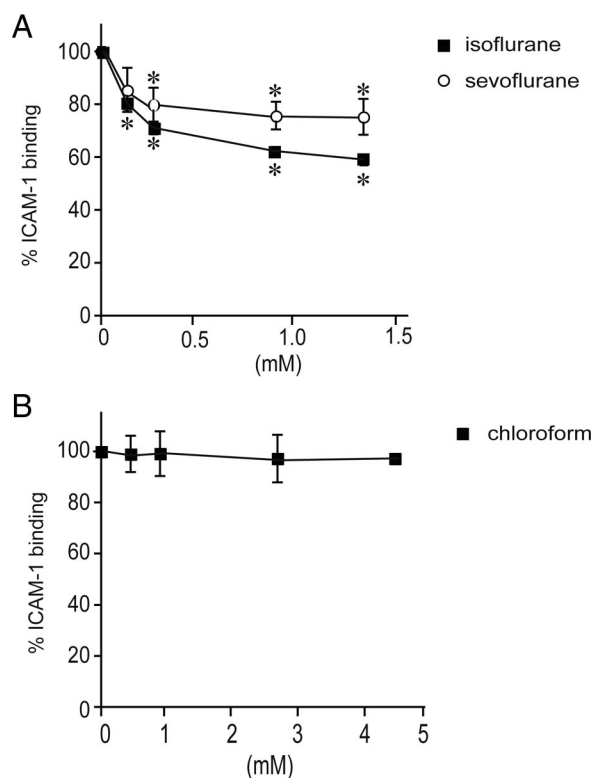 A
isoflurane
sevoflurane
% ICAM-1 binding
100
80
60
40
20
0
* * *
* * * *
0 0.5 1.0 1.5
(mM)
B
chloroform
% ICAM-1 binding
100
80
60
40
20
0
0 1 2 3 4 5
(mM)